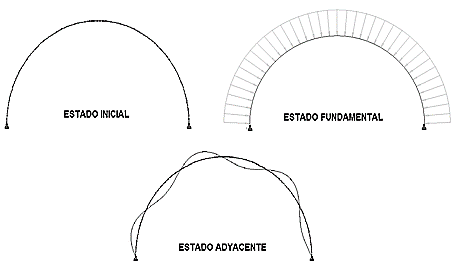 ESTADO INICIAL
ESTADO FUNDAMENTAL
ESTADO ADYACENTE